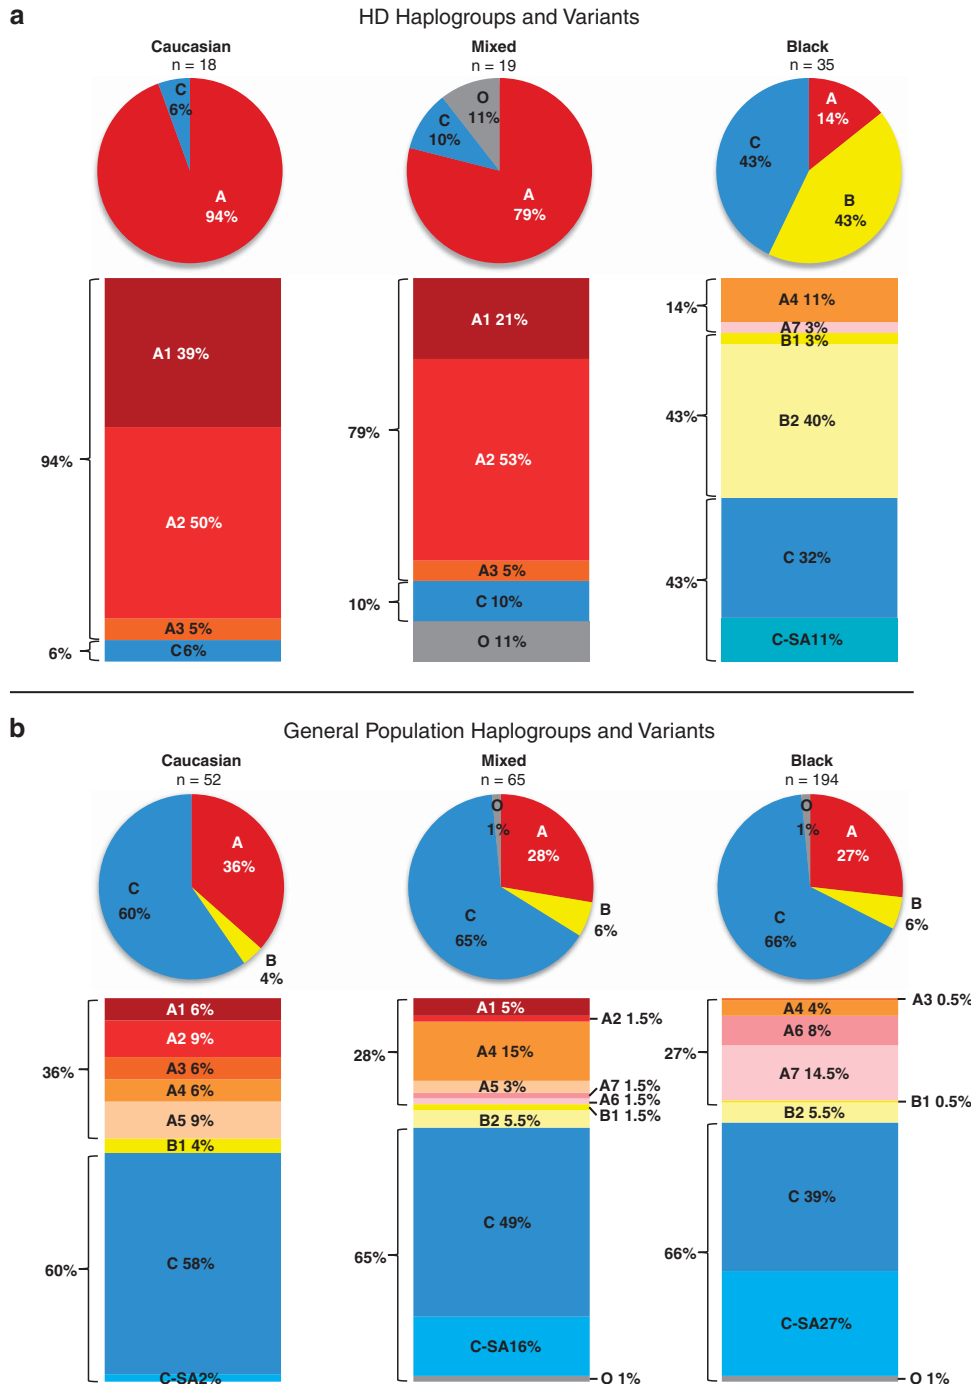 a
HD Haplogroups and Variants
Caucasian
n = 18
Mixed
n = 19
Black
n = 35
C
6%
A
94%
O
11%
C
10%
A
79%
A
14%
C
43%
B
43%
94%
6%
A1 39%
A2 50%
A3 5%
C6%
79%
10%
A1 21%
A2 53%
A3 5%
C 10%
O 11%
14%
43%
43%
A4 11%
A7 3%
B1 3%
B2 40%
C 32%
C-SA11%
b
General Population Haplogroups and Variants
Caucasian
n = 52
Mixed
n = 65
Black
n = 194
A
36%
C
60%
B
4%
O
1%
A
28%
C
65%
B
6%
O
1%
A
27%
C
66%
B
6%
36%
60%
A1 6%
A2 9%
A3 6%
A4 6%
A5 9%
B1 4%
C 58%
C-SA2%
28%
65%
A1 5%
A2 1.5%
A4 15%
A5 3%
A7 1.5%
A6 1.5%
B1 1.5%
B2 5.5%
C 49%
C-SA16%
O 1%
27%
66%
A3 0.5%
A4 4%
A6 8%
A7 14.5%
B1 0.5%
B2 5.5%
C 39%
C-SA27%
O 1%